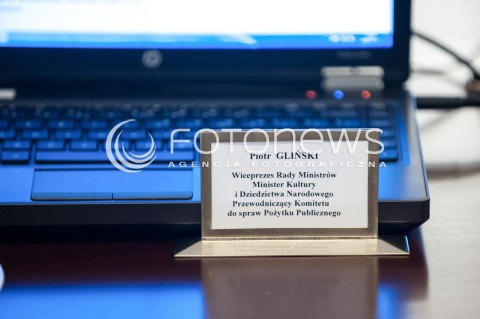 FOTONEWS
AGENCJA FOTOGRAFICZNA
Piotr GLIŃSKI
Wiceprezes Rady Ministrów
Minister Kultury
i Dziedzictwa Narodowego
Przewodniczący Komitetu
do spraw Pożytku Publicznego